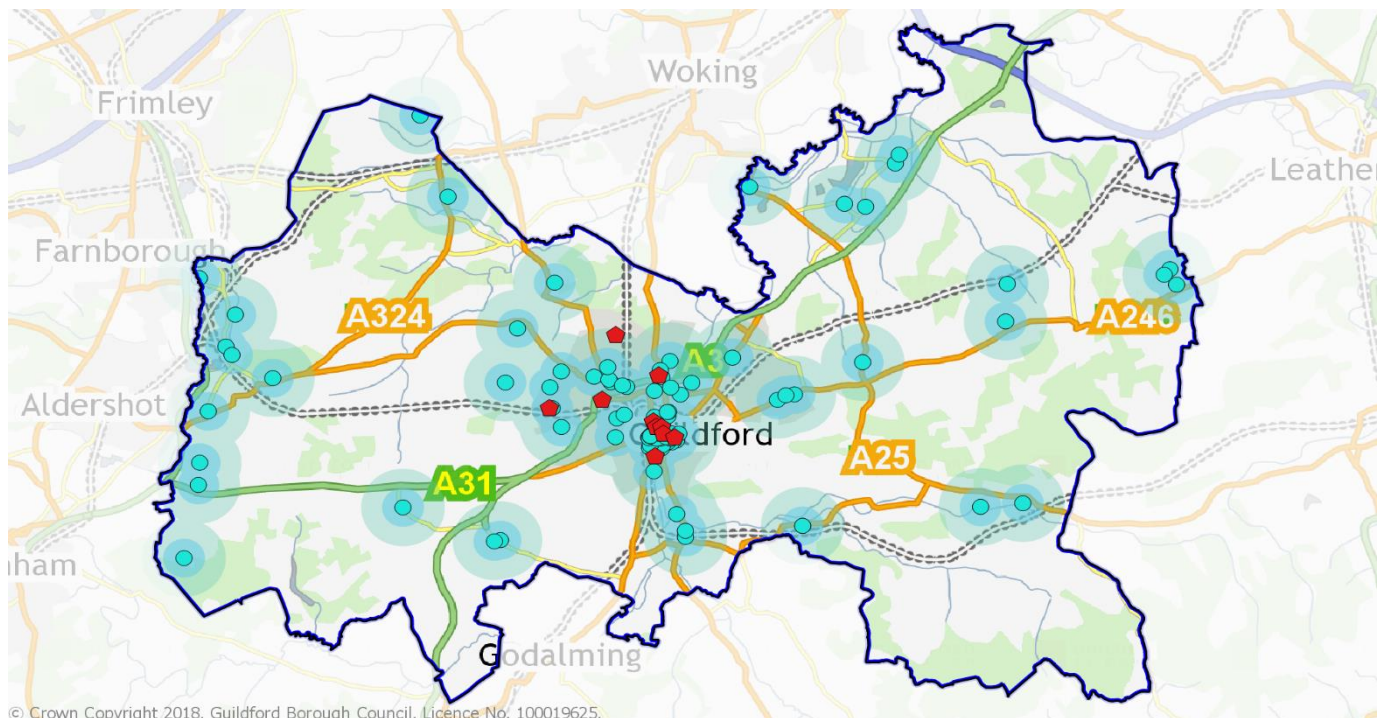 Woking
Frimley
Leather
Farnborough
A324
A246
A3
Aldershot
Guildford
A25
A31
nham
Godalming
© Crown Copyright 2018. Guildford Borough Council. Licence No. 100019625.